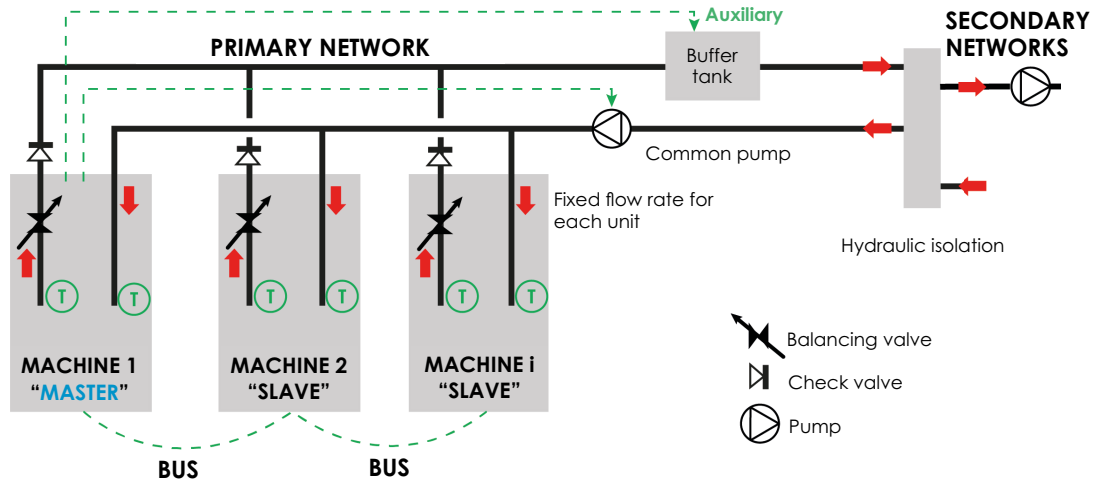 Auxiliary
SECONDARY
NETWORKS
PRIMARY NETWORK
Buffer
tank
Common pump
Fixed flow rate for
each unit
Hydraulic isolation
T
T
T
T
T
T
MACHINE 1
“MASTER”
MACHINE 2
“SLAVE”
MACHINE i
“SLAVE”
Balancing valve
Check valve
Pump
BUS
BUS